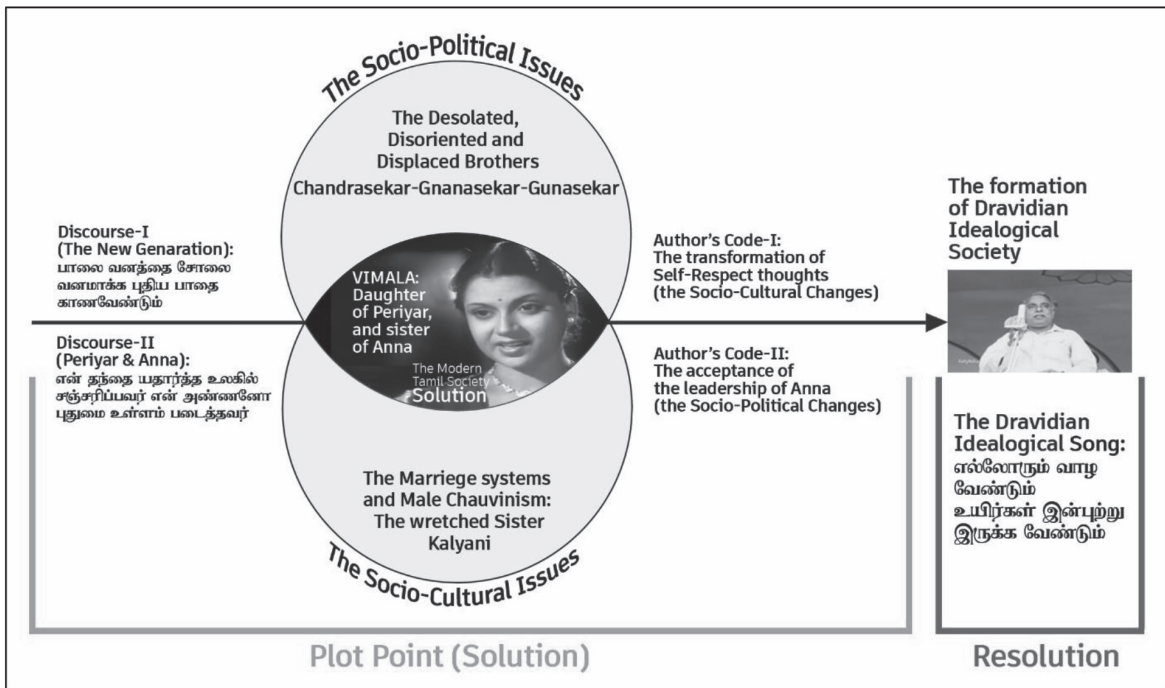 The Socio-Political Issues
The Desolated,
Disoriented and
Displaced Brothers
Chandrasekar-Gnanasekar-Gunasekar
Discourse-I
(The New Genaration):
பாலை வனத்தை சோலை
வனமாக்க புதிய பாதை
காணவேண்டும்
Discourse-II
(Periyar & Anna):
என் தந்தை யதார்த்த உலகில்
சஞ்சரிப்பவர் என் அண்ணனோ
புதுமை உள்ளம் படைத்தவர்
VIMALA:
Daughter
of Periyar,
and sister
of Anna
The Modern
Tamil Society
Solution
The Marriege systems
and Male Chauvinism:
The wretched Sister
Kalyani
The Socio-Cultural Issues
Author's Code-I:
The transformation of
Self-Respect thoughts
(the Socio-Cultural Changes)
Author's Code-II:
The acceptance of
the leadership of Anna
(the Socio-Political Changes)
The formation
of Dravidian
Idealogical
Society
The Dravidian
Idealogical Song:
எல்லோரும் வாழ
வேண்டும்
உயிர்கள் இன்புற்று
இருக்க வேண்டும்
Plot Point (Solution)
Resolution